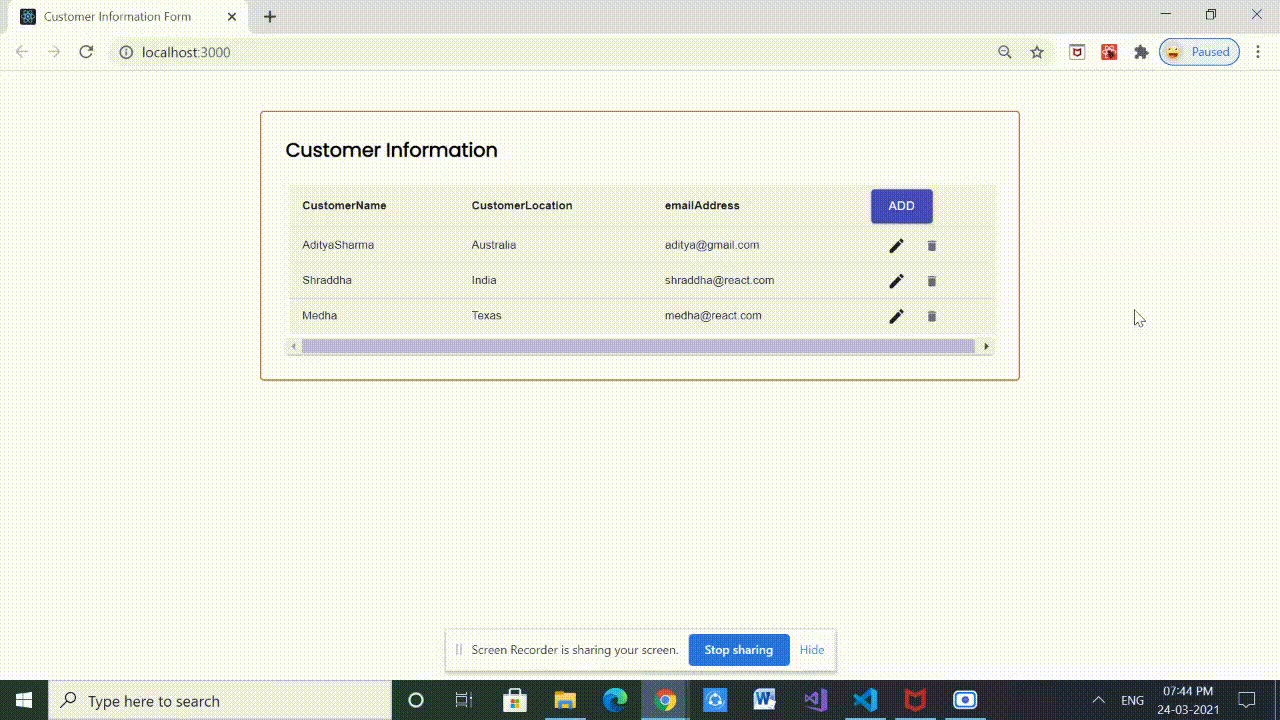 Customer Information Form
localhost:3000
Paused
Customer Information
CustomerName CustomerLocation emailAddress ADD
AdityaSharma Australia aditya@gmail.com
Shraddha India shraddha@react.com
Medha Texas medha@react.com
Screen Recorder is sharing your screen. Stop sharing Hide
Type here to search
ENG
07:44 PM
24-03-2021